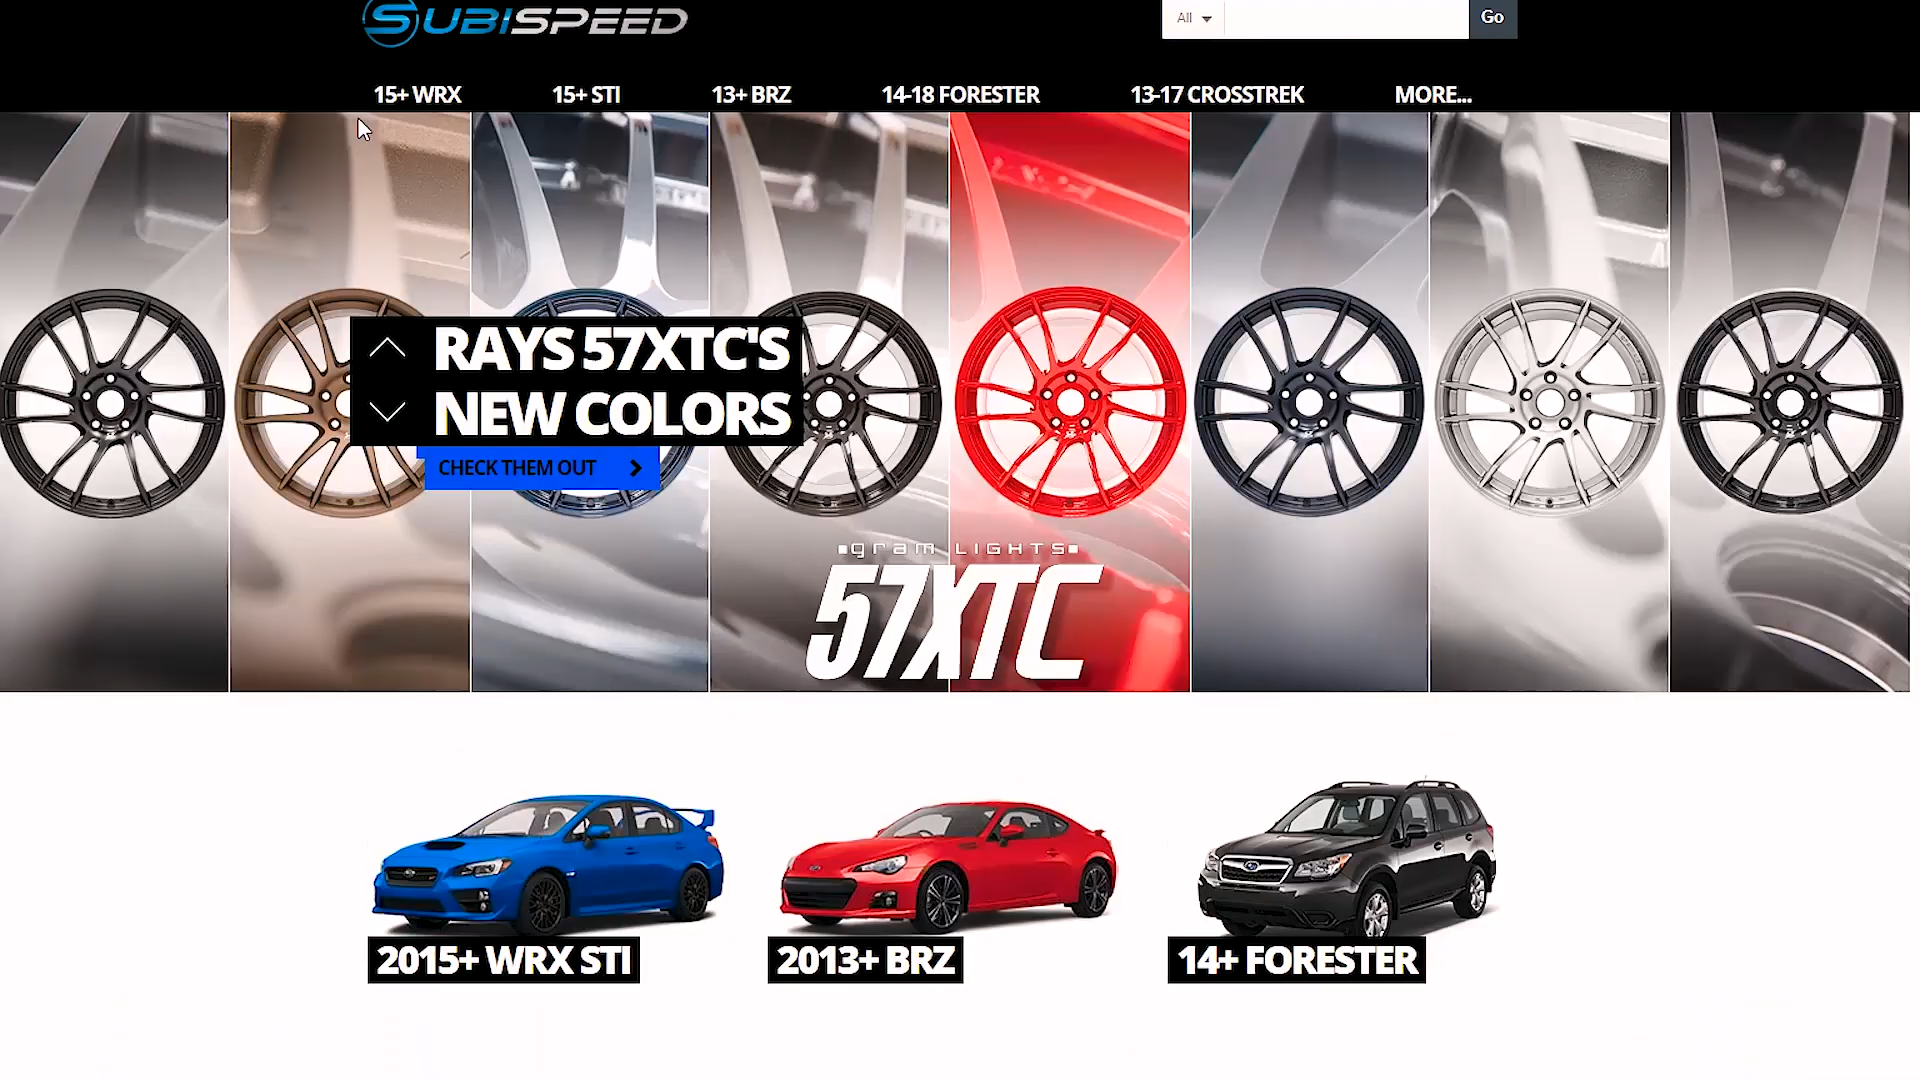 SUBISPEED
All
Go
15+ WRX
15+ STI
13+ BRZ
14-18 FORESTER
13-17 CROSSTREK
MORE...
RAYS 57XTC'S
NEW COLORS
CHECK THEM OUT
gram LIGHTS
57XTC
2015+ WRX STI
2013+ BRZ
14+ FORESTER